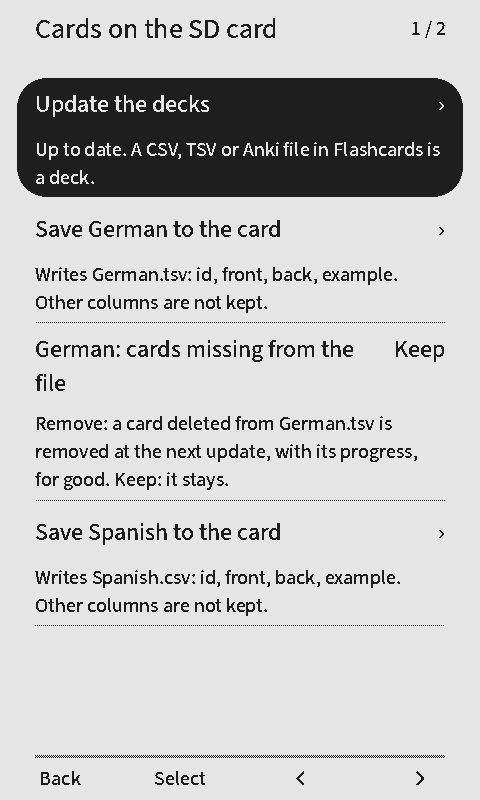 Cards on the SD card
1 / 2
Update the decks ›
Up to date. A CSV, TSV or Anki file in Flashcards is
a deck.
Save German to the card ›
Writes German.tsv: id, front, back, example.
Other columns are not kept.
German: cards missing from the Keep
file
Remove: a card deleted from German.tsv is
removed at the next update, with its progress,
for good. Keep: it stays.
Save Spanish to the card ›
Writes Spanish.csv: id, front, back, example.
Other columns are not kept.
Back Select ‹ ›